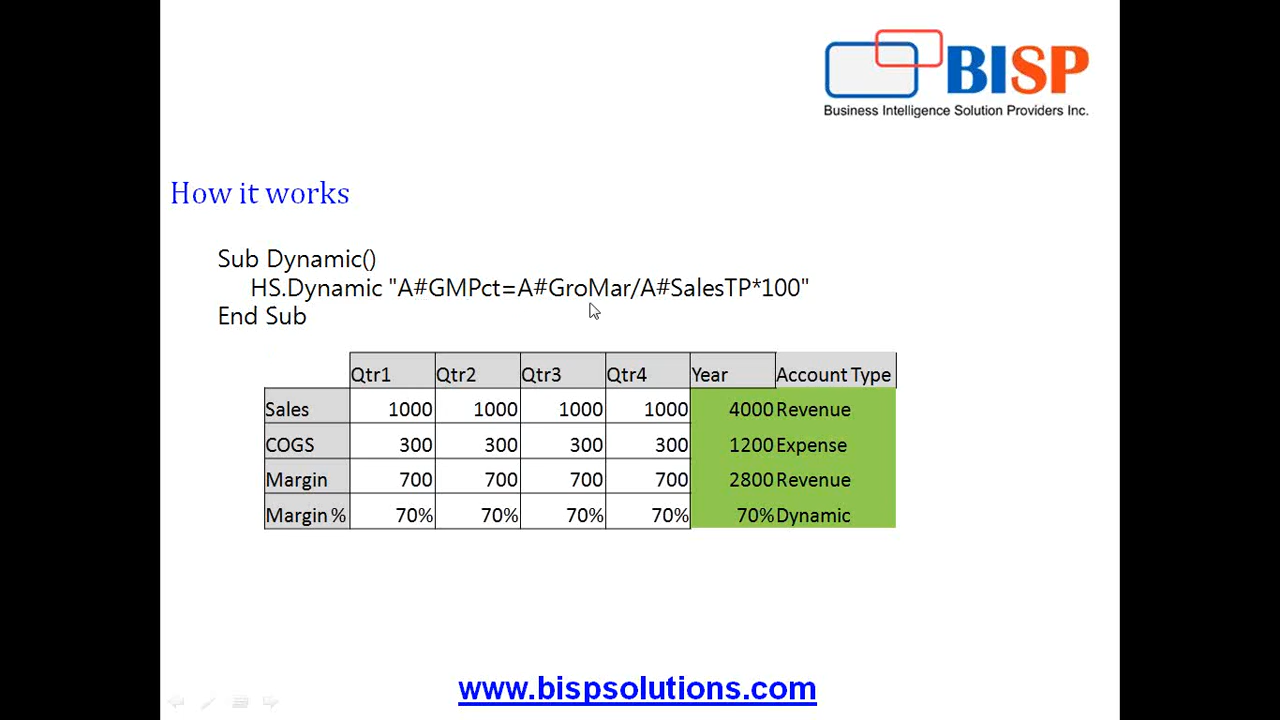 BISP
Business Intelligence Solution Providers Inc.
How it works
Sub Dynamic()
HS.Dynamic "A#GMPct=A#GroMar/A#SalesTP*100"
End Sub
Qtr1 Qtr2 Qtr3 Qtr4 Year Account Type
Sales 1000 1000 1000 1000 4000 Revenue
COGS 300 300 300 300 1200 Expense
Margin 700 700 700 700 2800 Revenue
Margin % 70% 70% 70% 70% 70% Dynamic
www.bispsolutions.com